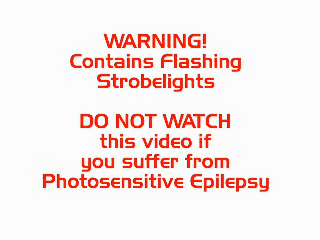 WARNING!
Contains Flashing
Strobelights
DO NOT WATCH
this video if
you suffer from
Photosensitive Epilepsy